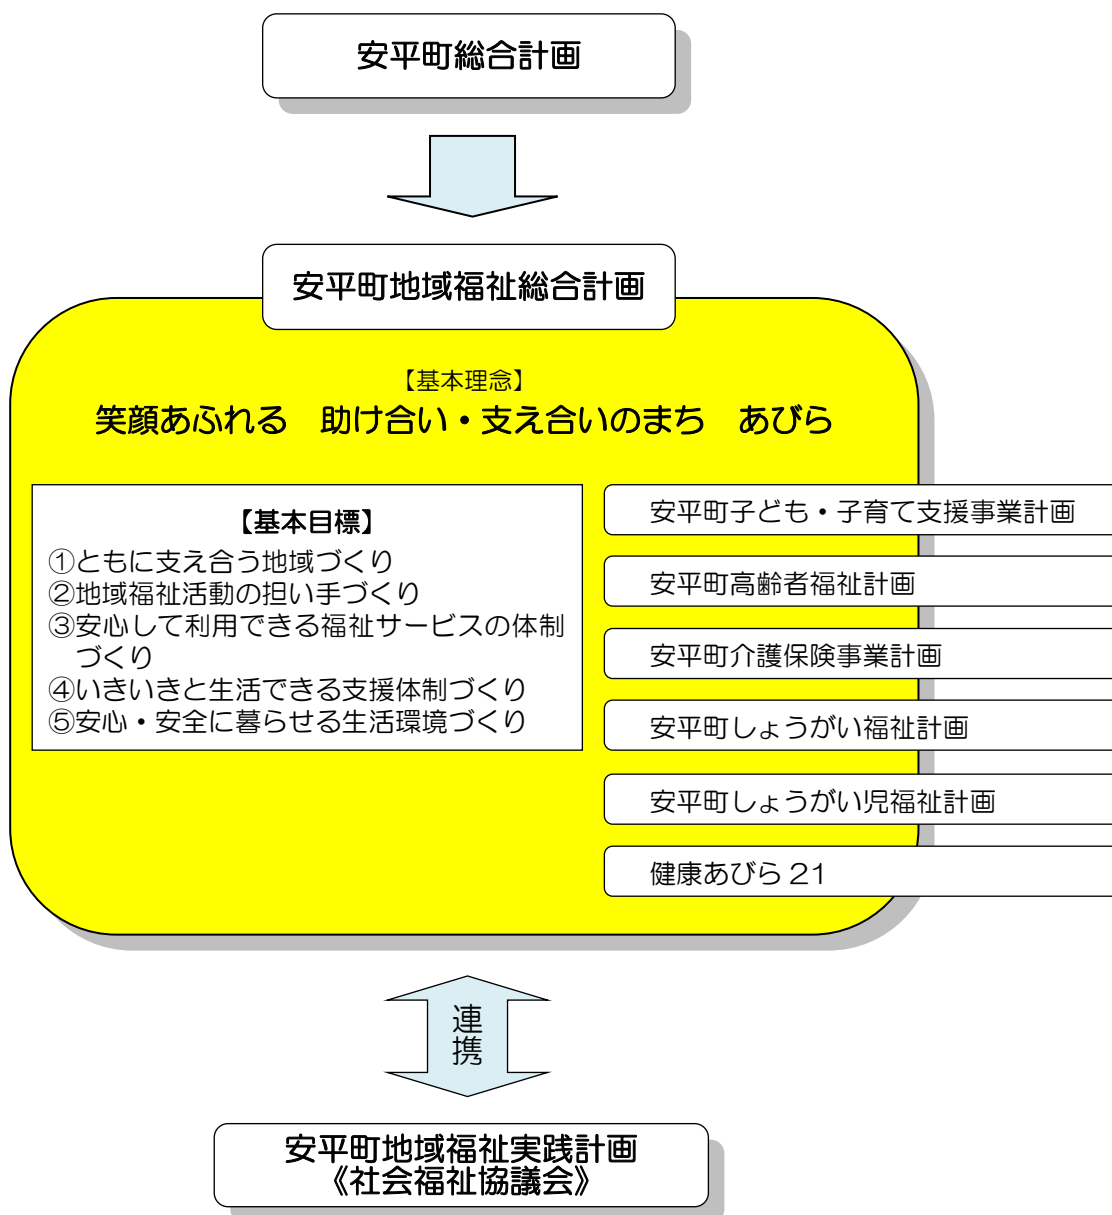 安平町総合計画
安平町地域福祉総合計画
【基本理念】
笑顔あふれる　助け合い・支え合いのまち　あびら
【基本目標】
①ともに支え合う地域づくり
②地域福祉活動の担い手づくり
③安心して利用できる福祉サービスの体制
づくり
④いきいきと生活できる支援体制づくり
⑤安心・安全に暮らせる生活環境づくり
安平町子ども・子育て支援事業計画
安平町高齢者福祉計画
安平町介護保険事業計画
安平町しょうがい福祉計画
安平町しょうがい児福祉計画
健康あびら 21
連携
安平町地域福祉実践計画
《社会福祉協議会》